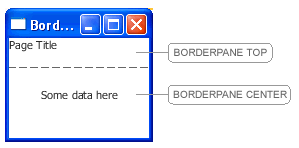 Bord...
Page Title
BORDERPANE TOP
Some data here
BORDERPANE CENTER